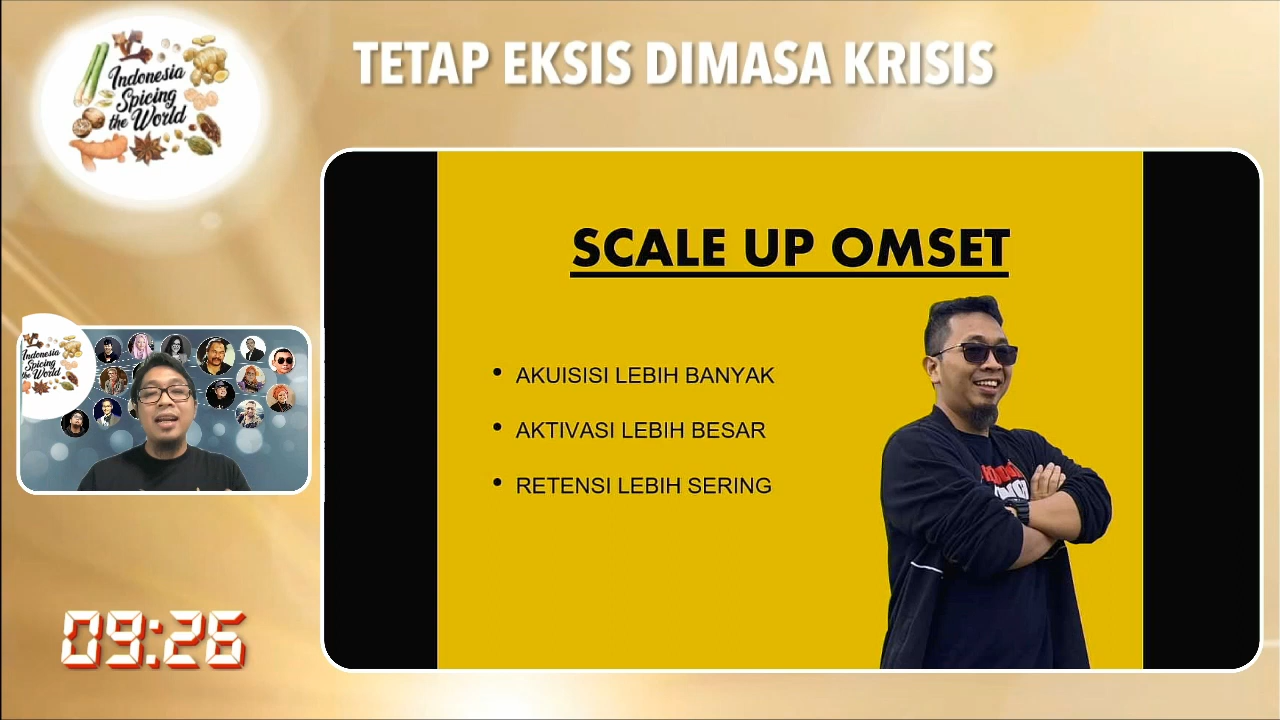 Indonesia
Spicing
the World
TETAP EKSIS DIMASA KRISIS
SCALE UP OMSET
• AKUISISI LEBIH BANYAK
• AKTIVASI LEBIH BESAR
• RETENSI LEBIH SERING
Indonesia
Spicing
the World
09:26